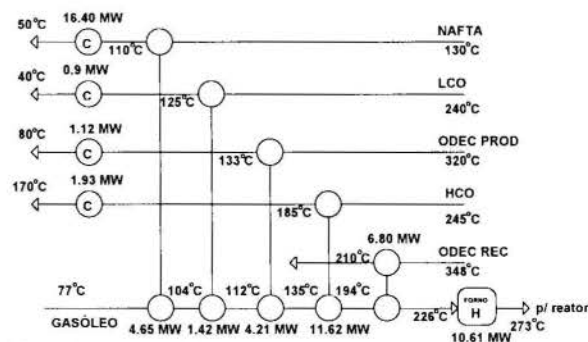 50°C 16.40 MW NAFTA
C 110°C 130°C
40°C 0.9 MW LCO
C 125°C 240°C
80°C 1.12 MW ODEC PROD
C 133°C 320°C
170°C 1.93 MW HCO
C 185°C 245°C
6.80 MW ODEC REC
210°C 348°C
77°C 104°C 112°C 135°C 194°C FORNO p/ reator
GASÓLEO 226°C H 273°C
4.65 MW 1.42 MW 4.21 MW 11.62 MW 10.61 MW